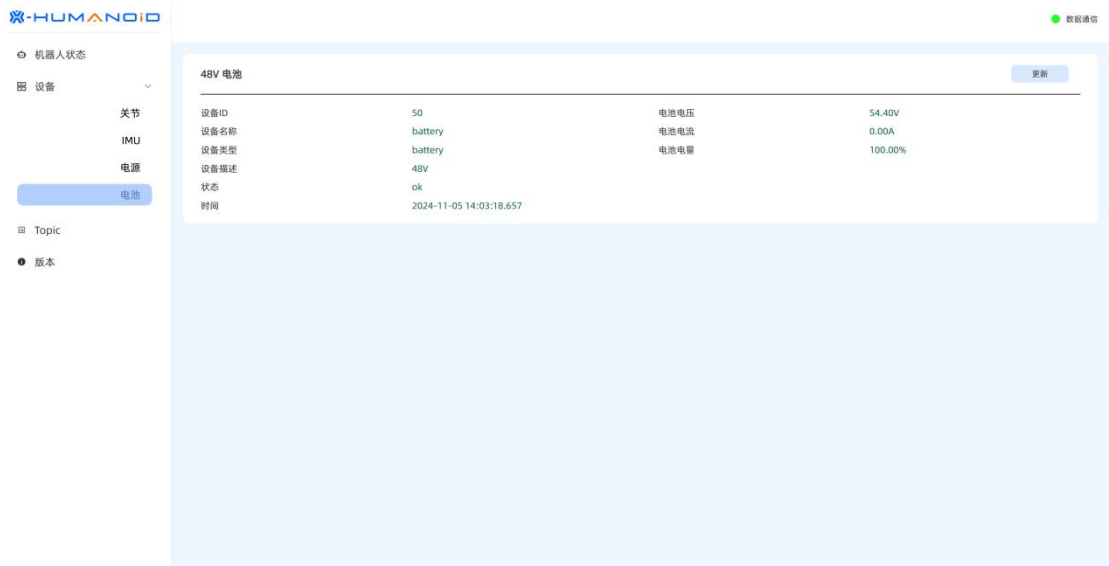 X-HUMANOID
数据通信
机器人状态
设备
关节
IMU
电源
电池
Topic
版本
48V 电池
更新
设备ID 50 电池电压 54.40V
设备名称 battery 电池电流 0.00A
设备类型 battery 电池电量 100.00%
设备描述 48V
状态 ok
时间 2024-11-05 14:03:18.657